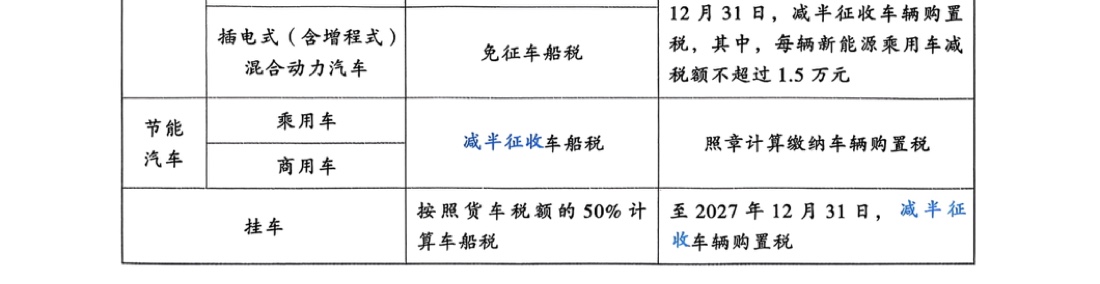 12月31日，减半征收车辆购置
税，其中，每辆新能源乘用车减
税额不超过1.5万元
插电式（含增程式）
混合动力汽车
免征车船税
节能
汽车
乘用车
商用车
减半征收车船税
照章计算缴纳车辆购置税
挂车
按照货车税额的50%计
算车船税
至2027年12月31日，减半征
收车辆购置税